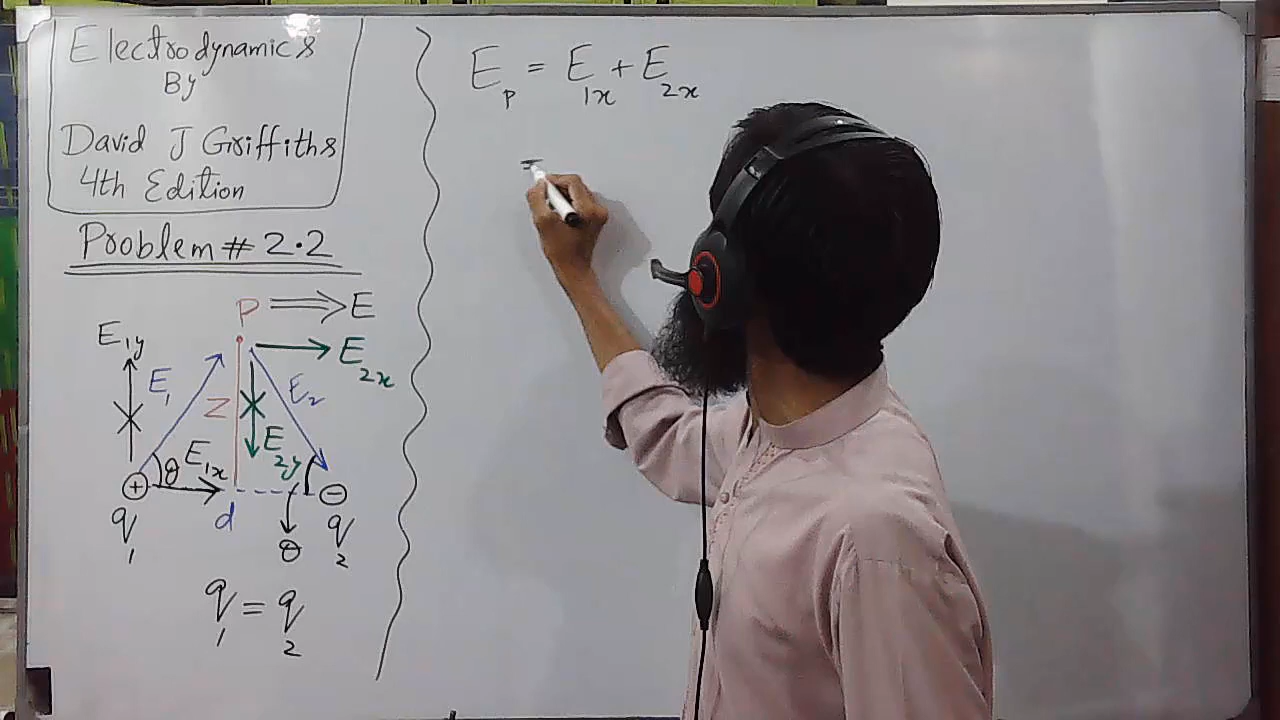 Electrodynamics
By
David J Griffiths
4th Edition
Problem # 2.2
P ⟹ E
E1y
E2x
E1
Z
E2
E1x
E2y
θ
+
−
d
q1
q2
θ
q1 = q2
Ep = E1x + E2x
=